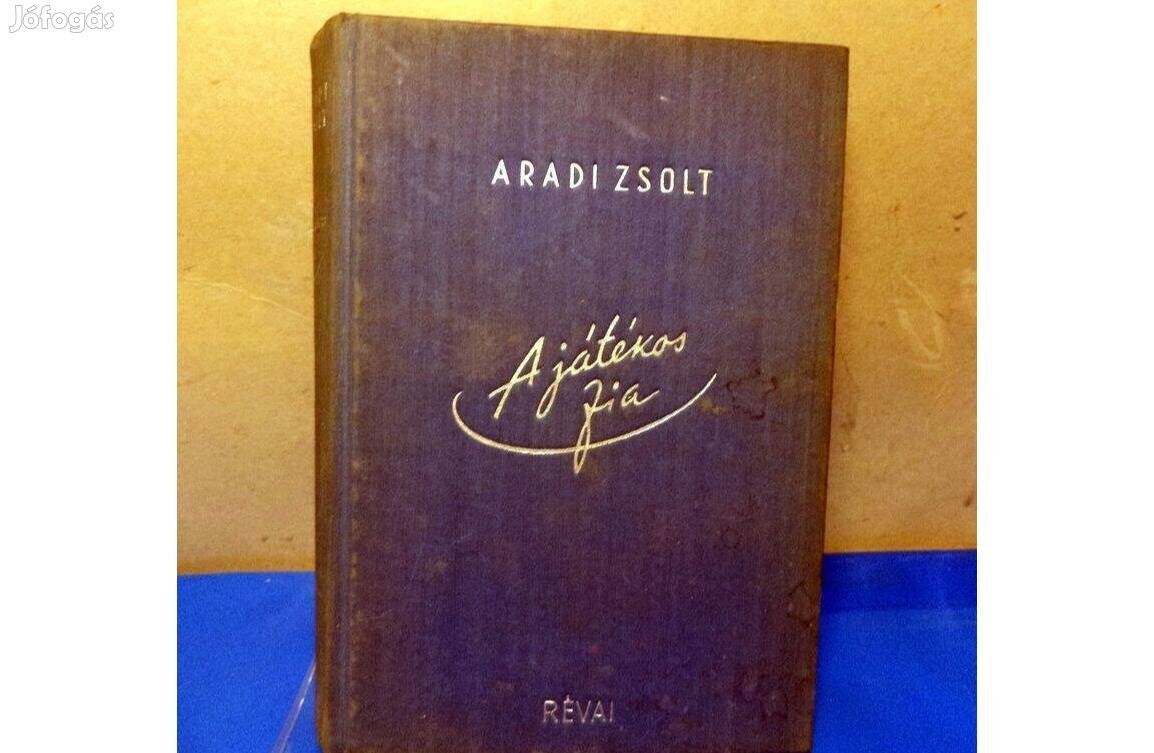 Jófogás
ARADI ZSOLT
A játékos
fia
RÉVAI